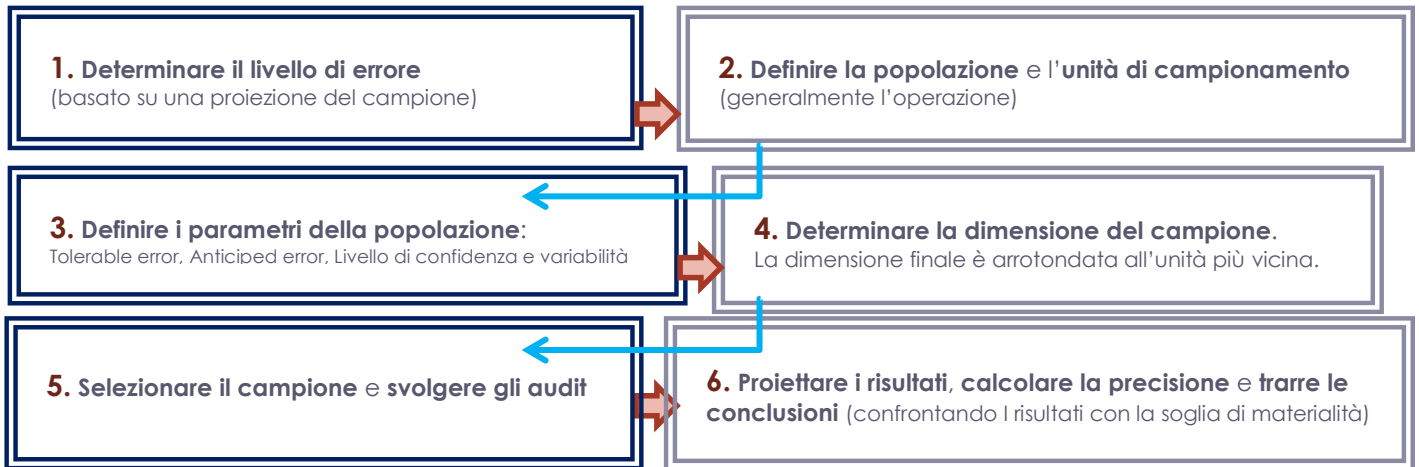 1. Determinare il livello di errore
(basato su una proiezione del campione)
2. Definire la popolazione e l'unità di campionamento
(generalmente l'operazione)
3. Definire i parametri della popolazione:
Tolerable error, Anticiped error, Livello di confidenza e variabilità
4. Determinare la dimensione del campione.
La dimensione finale è arrotondata all'unità più vicina.
5. Selezionare il campione e svolgere gli audit
6. Proiettare i risultati, calcolare la precisione e trarre le
conclusioni (confrontando I risultati con la soglia di materialità)